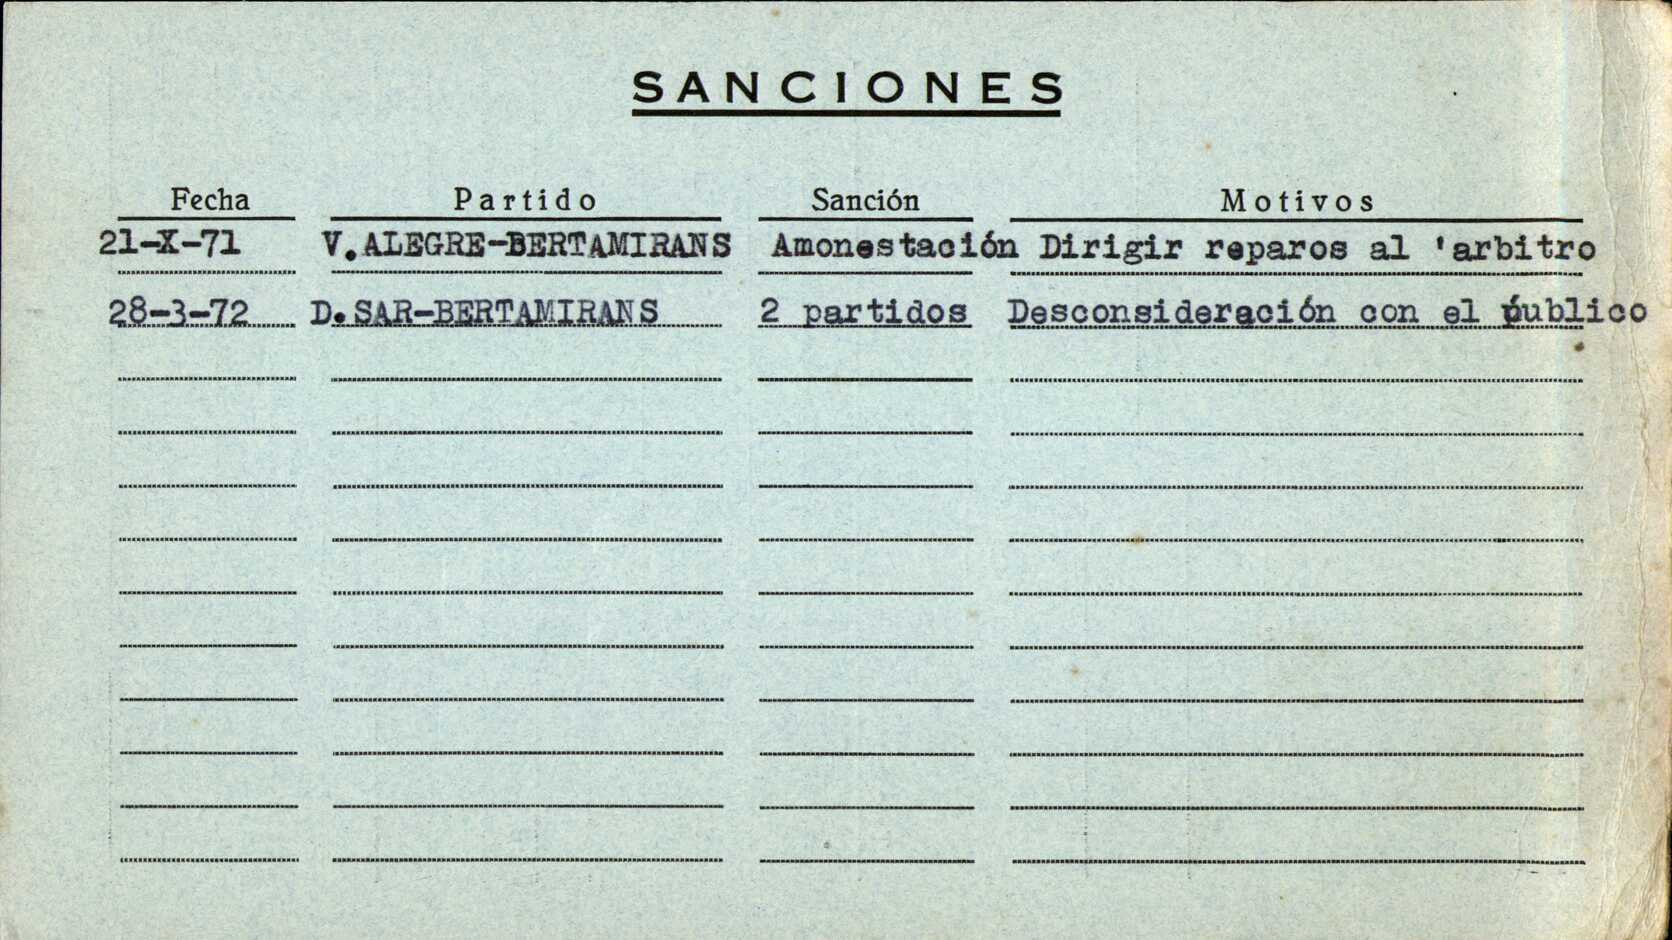 SANCIONES
Fecha Partido Sanción Motivos
21-X-71 V.ALEGRE-BERTAMIRANS Amonestación Dirigir reparos al 'arbitro
28-3-72 D.SAR-BERTAMIRANS 2 partidos Desconsideración con el público